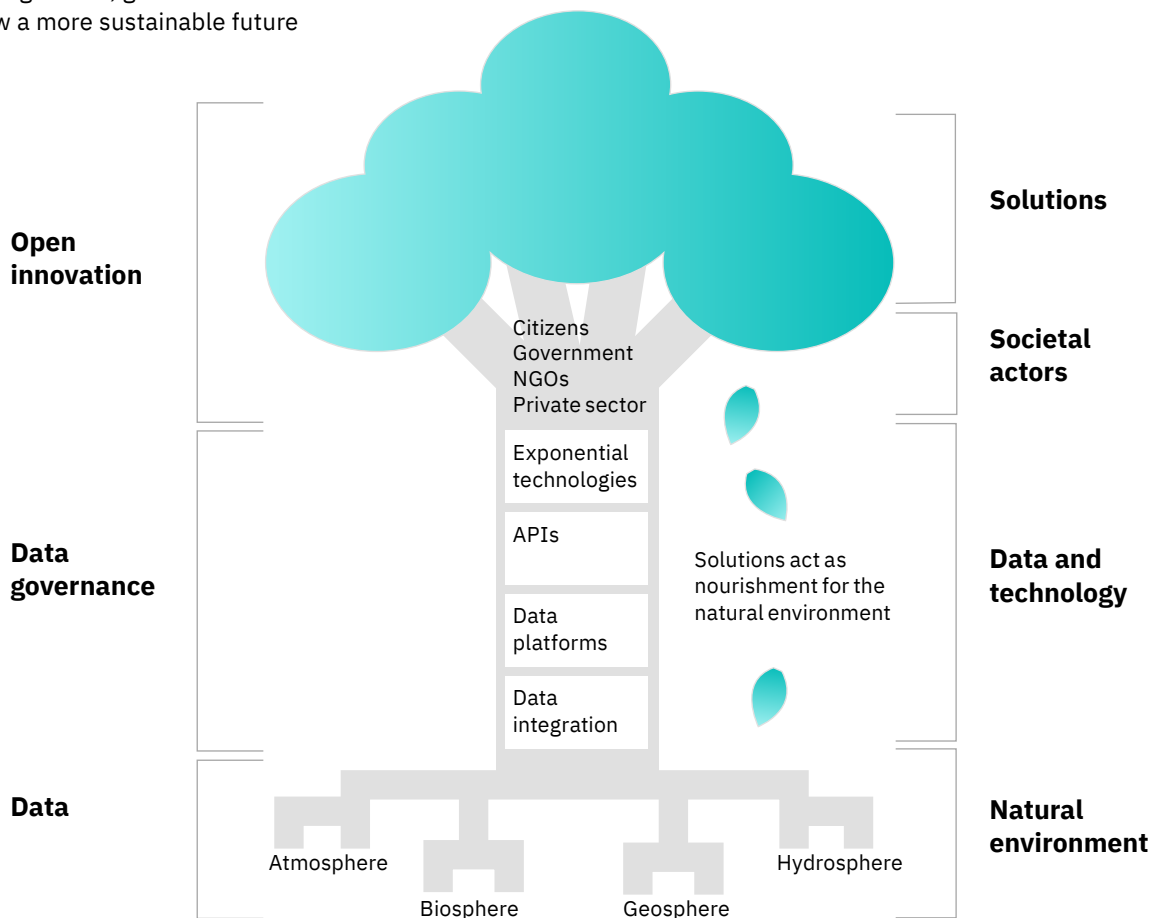 w a more sustainable future
Open
innovation
Solutions
Societal
actors
Citizens
Government
NGOs
Private sector
Exponential
technologies
APIs
Data
platforms
Data
integration
Data
governance
Solutions act as
nourishment for the
natural environment
Data and
technology
Data
Natural
environment
Atmosphere
Biosphere
Geosphere
Hydrosphere